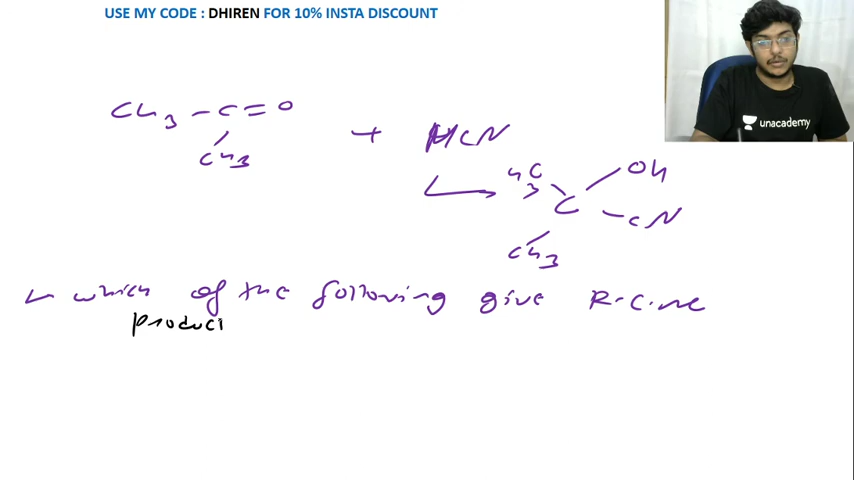 USE MY CODE : DHIREN FOR 10% INSTA DISCOUNT
unacademy
CH3 - C = O
CH3
+ HCN
H3C
OH
C
- CN
CH3
which of the following give
product